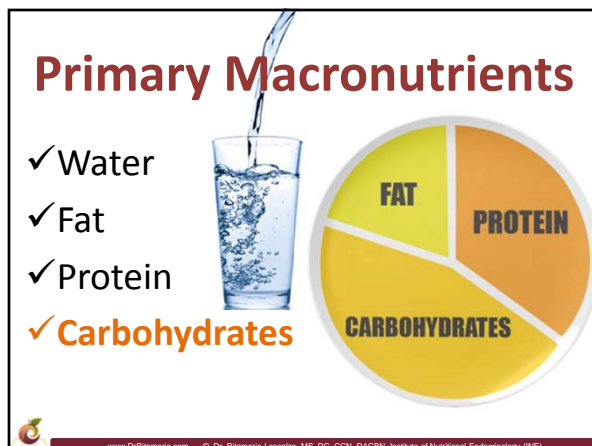 Primary Macronutrients
✓Water
✓Fat
✓Protein
✓Carbohydrates
FAT
PROTEIN
CARBOHYDRATES